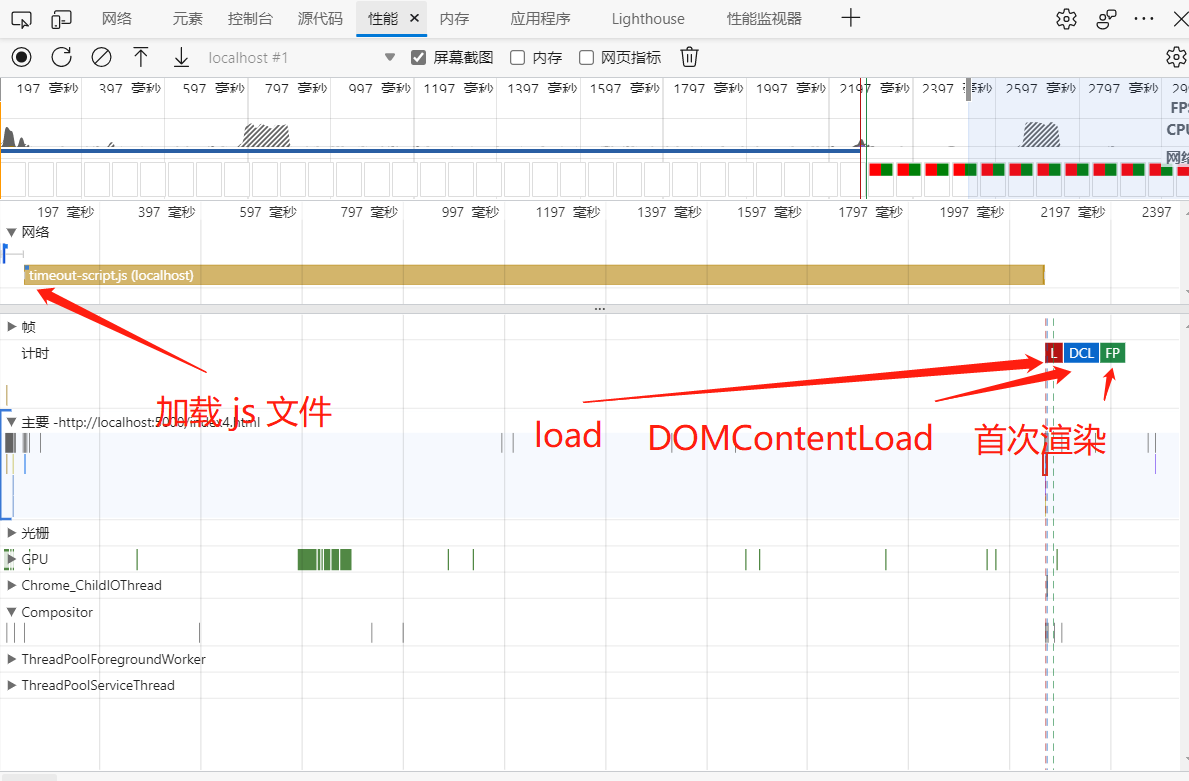 网络 元素 控制台 源代码 性能 × 内存 应用程序 Lighthouse 性能监视器
localhost #1 屏幕截图 内存 网页指标
197 毫秒 397 毫秒 597 毫秒 797 毫秒 997 毫秒 1197 毫秒 1397 毫秒 1597 毫秒 1797 毫秒 1997 毫秒 2197 毫秒 2397 毫秒 2597 毫秒 2797 毫秒
FPS
CPU
网络
197 毫秒 397 毫秒 597 毫秒 797 毫秒 997 毫秒 1197 毫秒 1397 毫秒 1597 毫秒 1797 毫秒 1997 毫秒 2197 毫秒 2397
网络
timeout-script.js (localhost)
帧
计时
L DCL FP
加载 js 文件
主要 -http://localhost:5000/index4.html
load DOMContentLoad 首次渲染
光栅
GPU
Chrome_ChildIOThread
Compositor
ThreadPoolForegroundWorker
ThreadPoolServiceThread